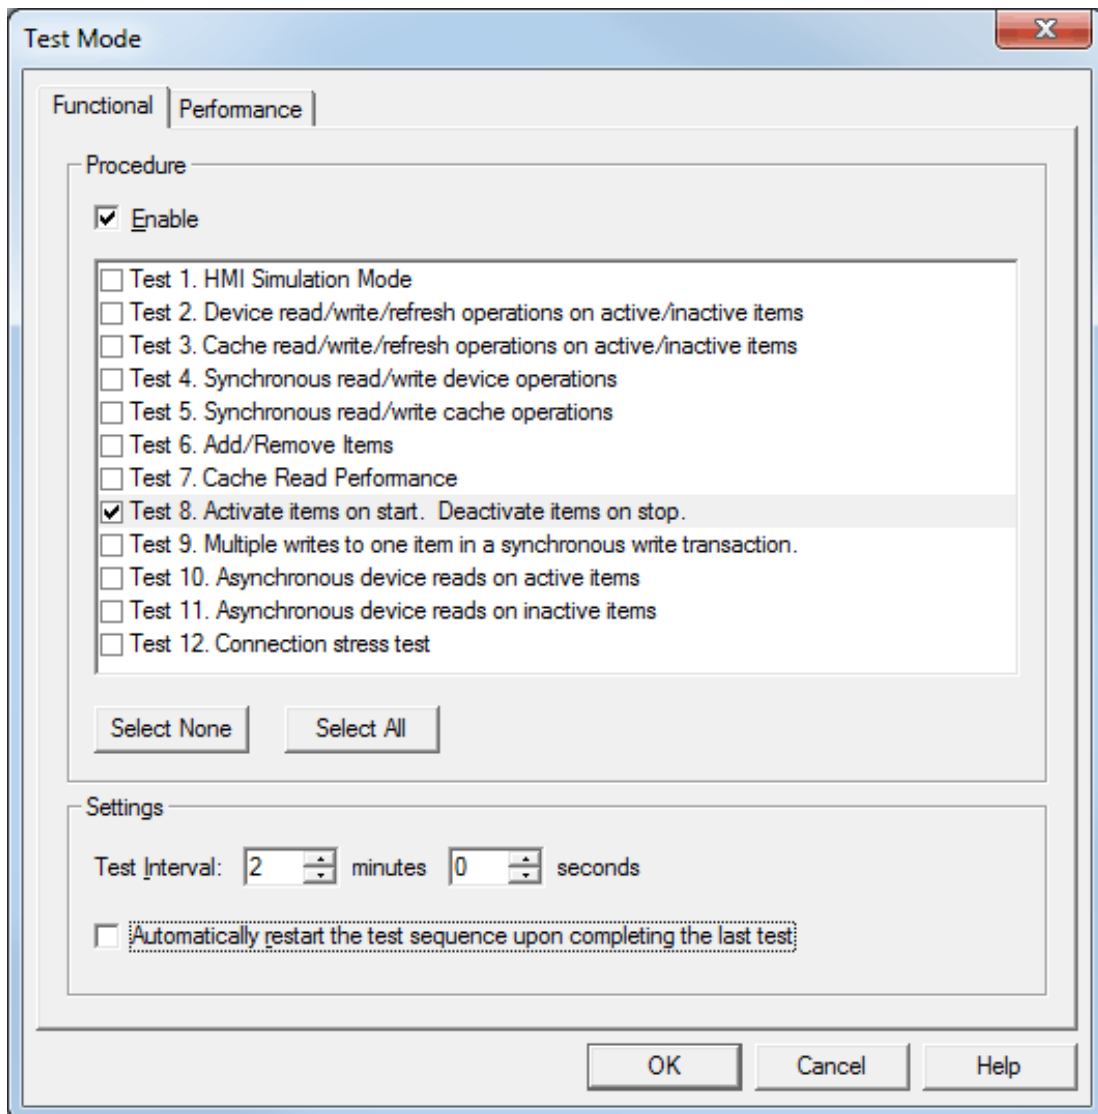 Test Mode
Functional Performance
Procedure
Enable
Test 1. HMI Simulation Mode
Test 2. Device read/write/refresh operations on active/inactive items
Test 3. Cache read/write/refresh operations on active/inactive items
Test 4. Synchronous read/write device operations
Test 5. Synchronous read/write cache operations
Test 6. Add/Remove Items
Test 7. Cache Read Performance
Test 8. Activate items on start.  Deactivate items on stop.
Test 9. Multiple writes to one item in a synchronous write transaction.
Test 10. Asynchronous device reads on active items
Test 11. Asynchronous device reads on inactive items
Test 12. Connection stress test
Select None Select All
Settings
Test Interval: 2 minutes 0 seconds
Automatically restart the test sequence upon completing the last test
OK Cancel Help